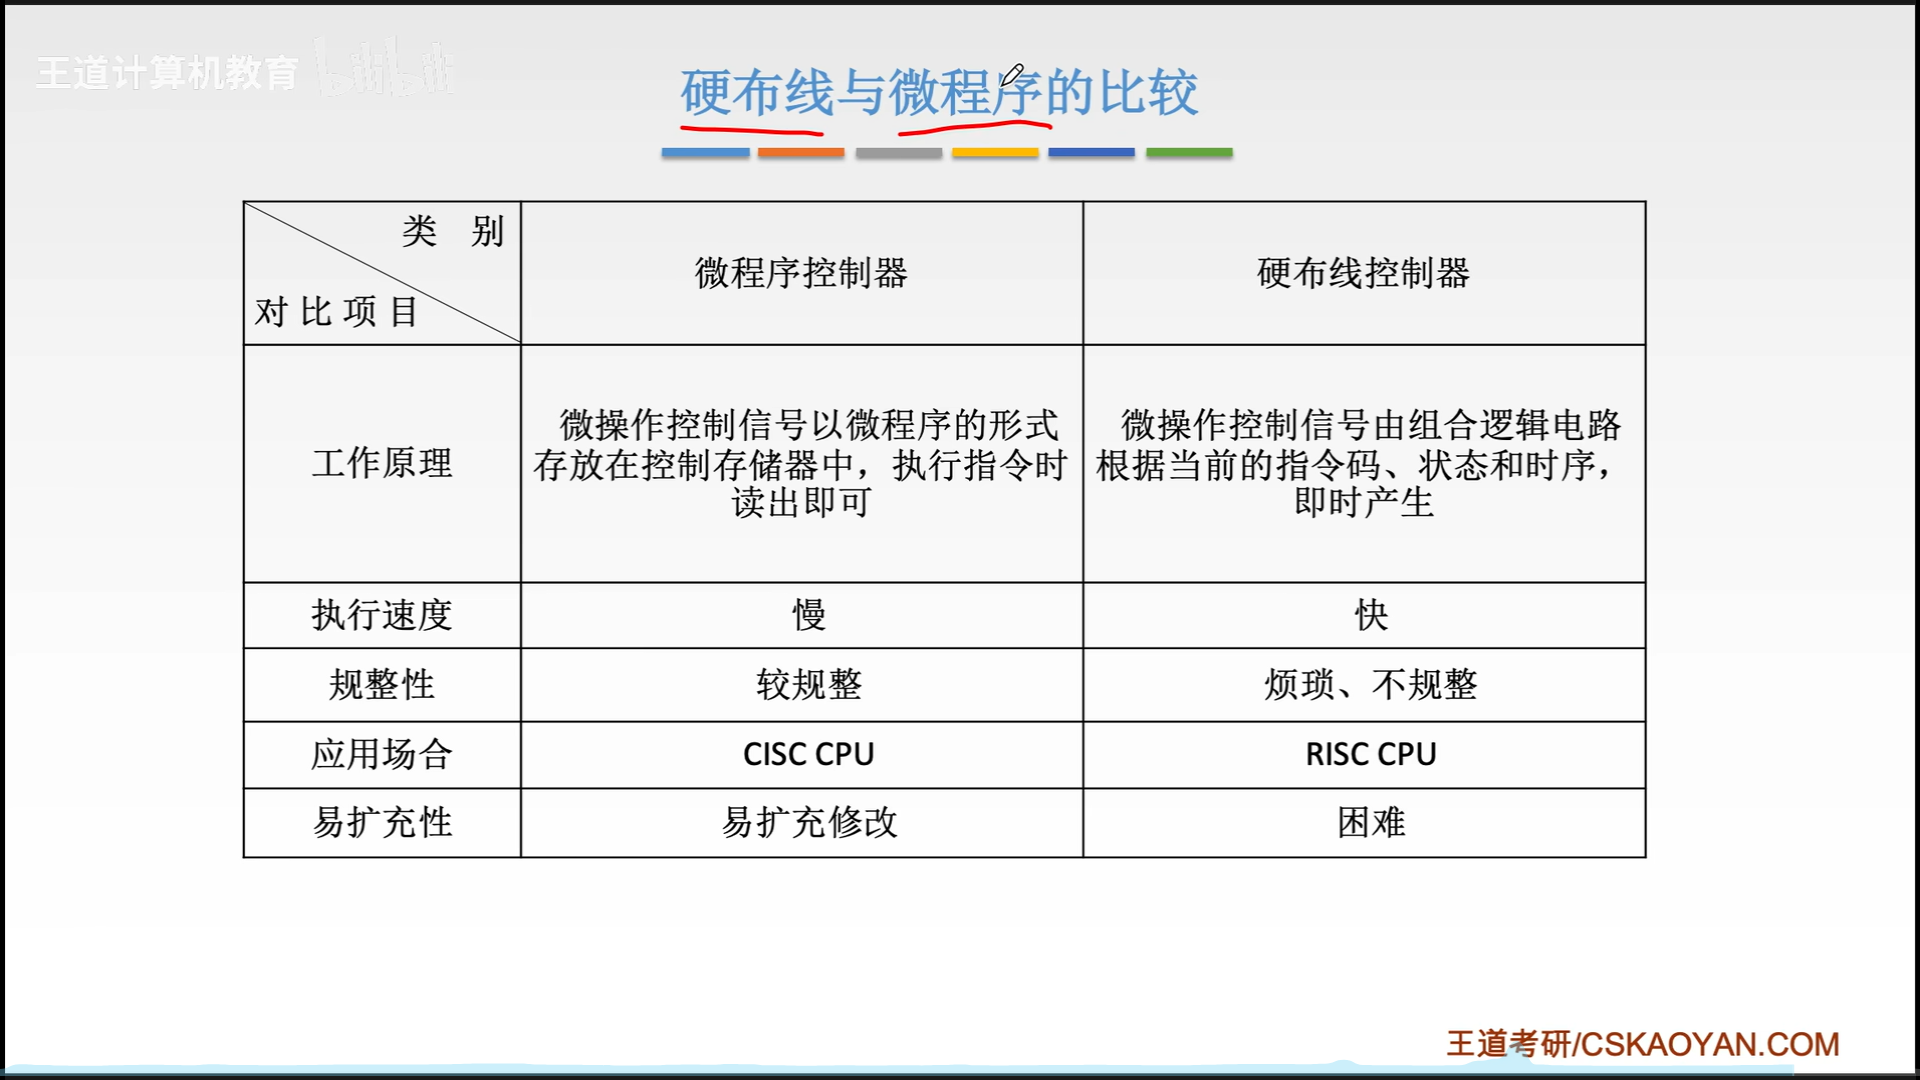 王道计算机教育 bilibili
硬布线与微程序的比较
类 别
对比项目
微程序控制器
硬布线控制器
工作原理
微操作控制信号以微程序的形式
存放在控制存储器中，执行指令时
读出即可
微操作控制信号由组合逻辑电路
根据当前的指令码、状态和时序，
即时产生
执行速度
慢
快
规整性
较规整
烦琐、不规整
应用场合
CISC CPU
RISC CPU
易扩充性
易扩充修改
困难
王道考研/CSKAOYAN.COM